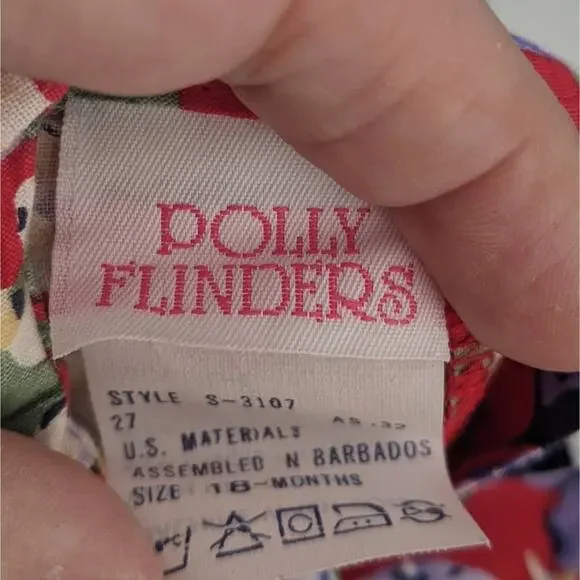 POLLY
FLINDERS
STYLE S-3107
27
U.S. MATERIALS
ASSEMBLED N BARBADOS
SIZE 18-MONTHS